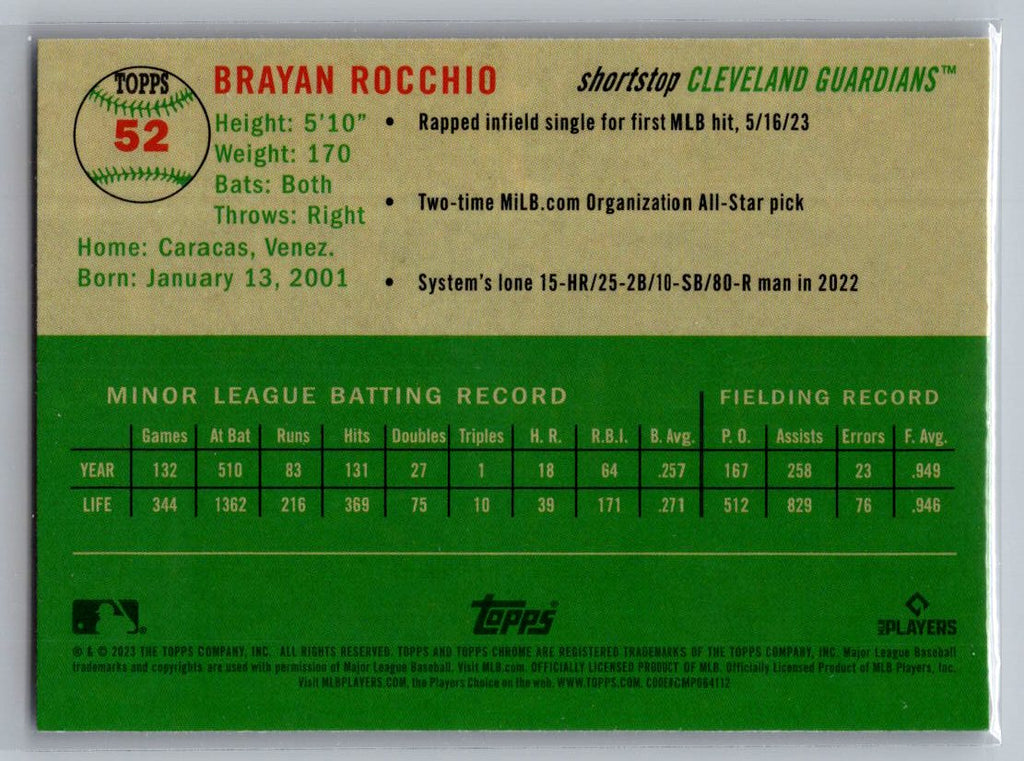 TOPPS
52
BRAYAN ROCCHIO
shortstop CLEVELAND GUARDIANS™
Height: 5'10"
Weight: 170
Bats: Both
Throws: Right
Home: Caracas, Venez.
Born: January 13, 2001
• Rapped infield single for first MLB hit, 5/16/23
• Two-time MiLB.com Organization All-Star pick
• System's lone 15-HR/25-2B/10-SB/80-R man in 2022
MINOR LEAGUE BATTING RECORD FIELDING RECORD
Games At Bat Runs Hits Doubles Triples H. R. R.B.I. B. Avg. P. O. Assists Errors F. Avg.
YEAR 132 510 83 131 27 1 18 64 .257 167 258 23 .949
LIFE 344 1362 216 369 75 10 39 171 .271 512 829 76 .946
Topps
MLB PLAYERS
® & © 2023 THE TOPPS COMPANY, INC. ALL RIGHTS RESERVED. TOPPS AND TOPPS CHROME ARE REGISTERED TRADEMARKS OF THE TOPPS COMPANY, INC. Major League Baseball
trademarks and copyrights are used with permission of Major League Baseball. Visit MLB.com. OFFICIALLY LICENSED PRODUCT OF MLB. Officially Licensed Product of MLB Players, Inc.
Visit MLBPLAYERS.COM, the Players Choice on the web. WWW.TOPPS.COM. CODE#CMP064112